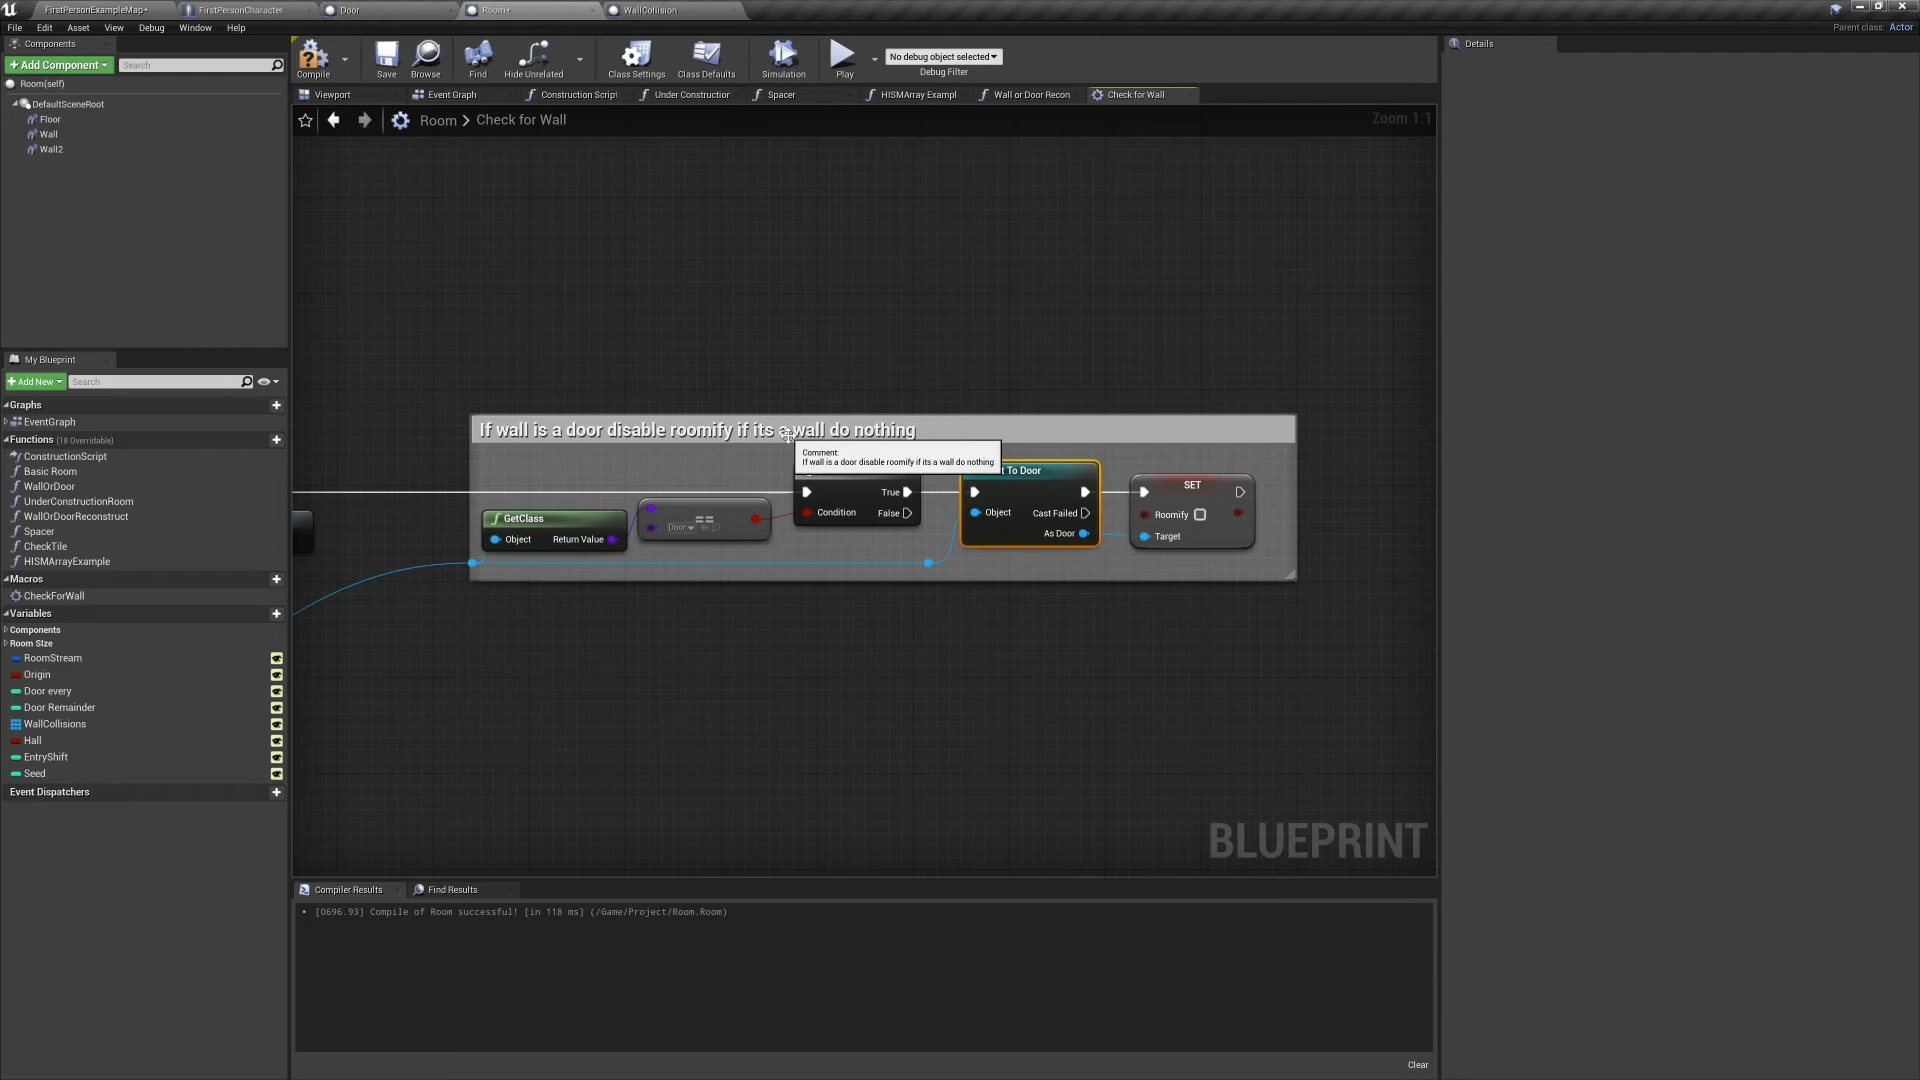 FirstPersonExampleMap*
FirstPersonCharacter
Door
Room*
WallCollision
File Edit Asset View Debug Window Help
Parent class: Actor
Components
+ Add Component
Search
Room(self)
DefaultSceneRoot
Floor
Wall
Wall2
Compile
Save
Browse
Find
Hide Unrelated
Class Settings
Class Defaults
Simulation
Play
No debug object selected
Debug Filter
Details
Viewport
Event Graph
Construction Script
Under Construction
Spacer
HISMArray Exampl
Wall or Door Recon
Check for Wall
Room > Check for Wall
Zoom 1:1
My Blueprint
+ Add New
Search
Graphs
EventGraph
Functions (18 Overridable)
ConstructionScript
Basic Room
WallOrDoor
UnderConstructionRoom
WallOrDoorReconstruct
Spacer
CheckTile
HISMArrayExample
Macros
CheckForWall
Variables
Components
Room Size
RoomStream
Origin
Door every
Door Remainder
WallCollisions
Hall
EntryShift
Seed
Event Dispatchers
If wall is a door disable roomify if its a wall do nothing
Comment:
If wall is a door disable roomify if its a wall do nothing
GetClass
Object
Return Value
Door
==
True
Condition
False
t To Door
Object
Cast Failed
As Door
SET
Roomify
Target
BLUEPRINT
Compiler Results
Find Results
[0696.93] Compile of Room successful! [in 118 ms] (/Game/Project/Room.Room)
Clear